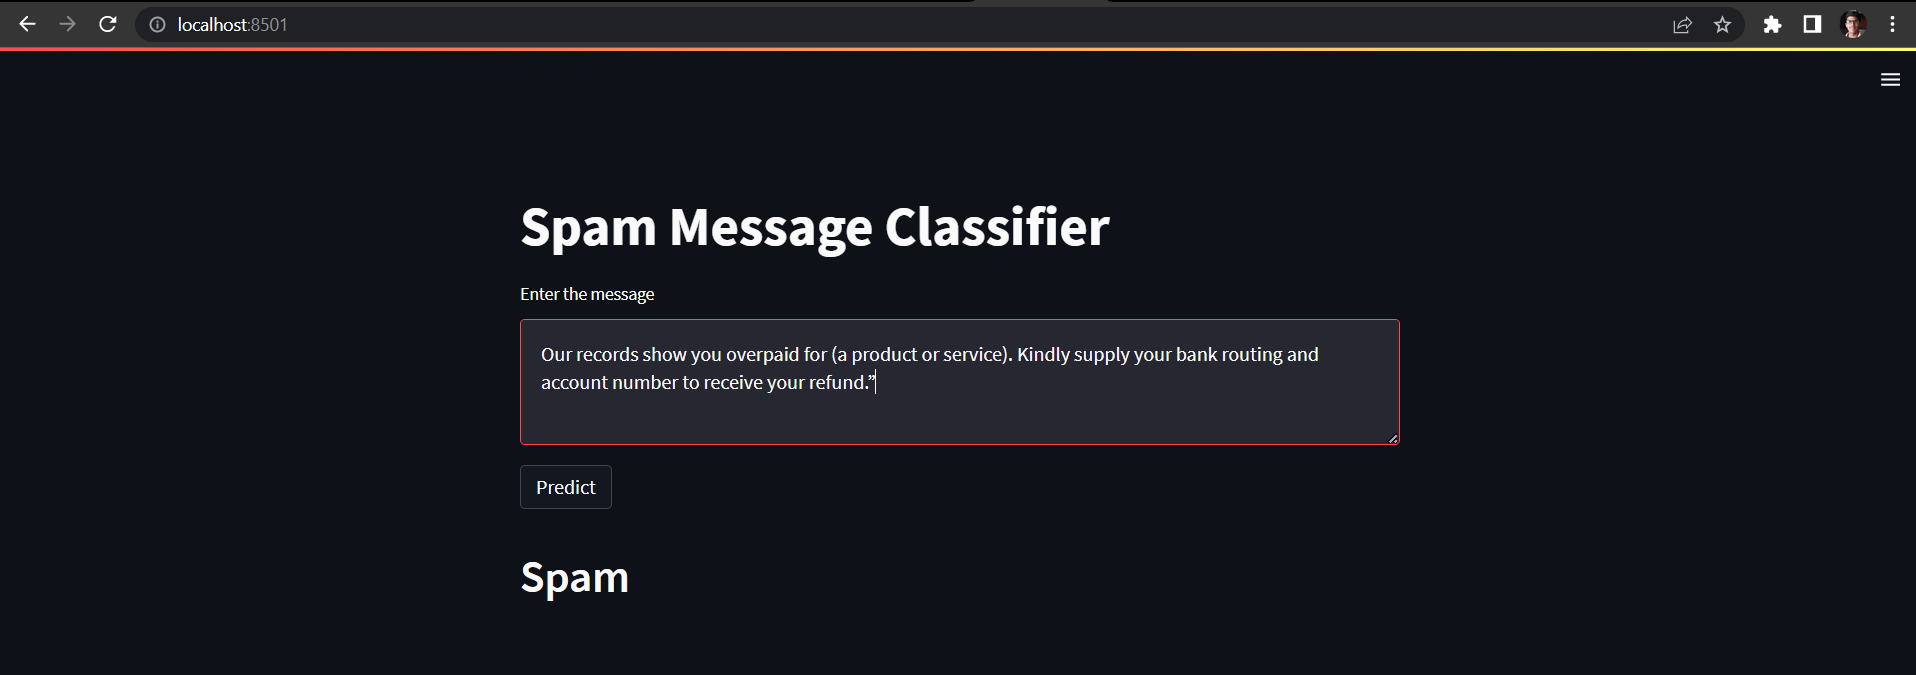 localhost:8501
Spam Message Classifier
Enter the message
Our records show you overpaid for (a product or service). Kindly supply your bank routing and
account number to receive your refund.”
Predict
Spam